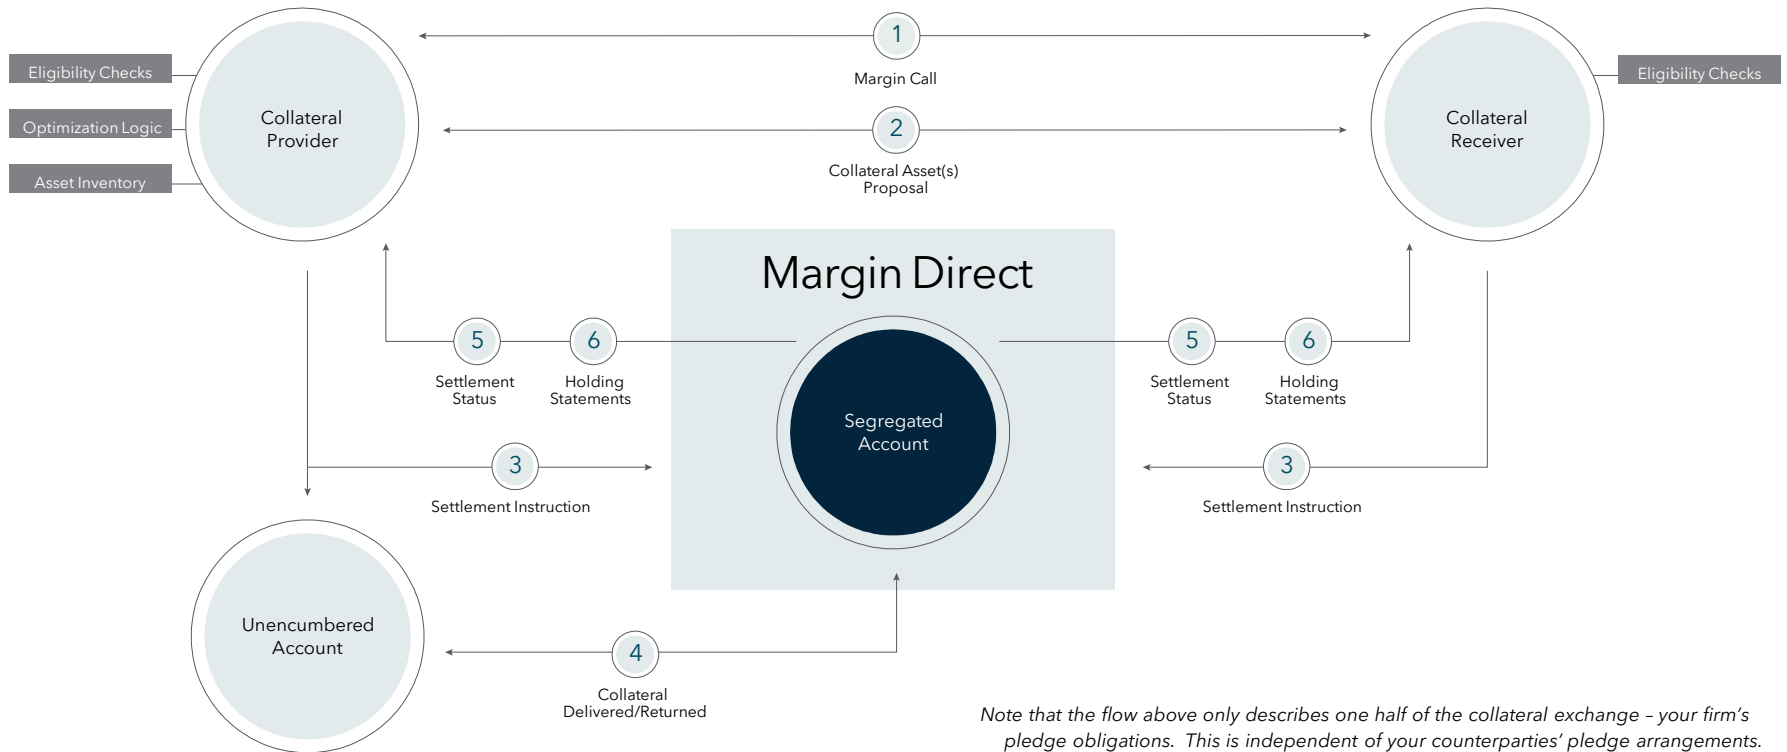 1
Margin Call
Eligibility Checks
Optimization Logic
Asset Inventory
Collateral
Provider
2
Collateral Asset(s)
Proposal
Collateral
Receiver
Eligibility Checks
Margin Direct
5
Settlement
Status
6
Holding
Statements
Segregated
Account
5
Settlement
Status
6
Holding
Statements
3
Settlement Instruction
3
Settlement Instruction
Unencumbered
Account
4
Collateral
Delivered/Returned
Note that the flow above only describes one half of the collateral exchange – your firm’s
pledge obligations. This is independent of your counterparties’ pledge arrangements.